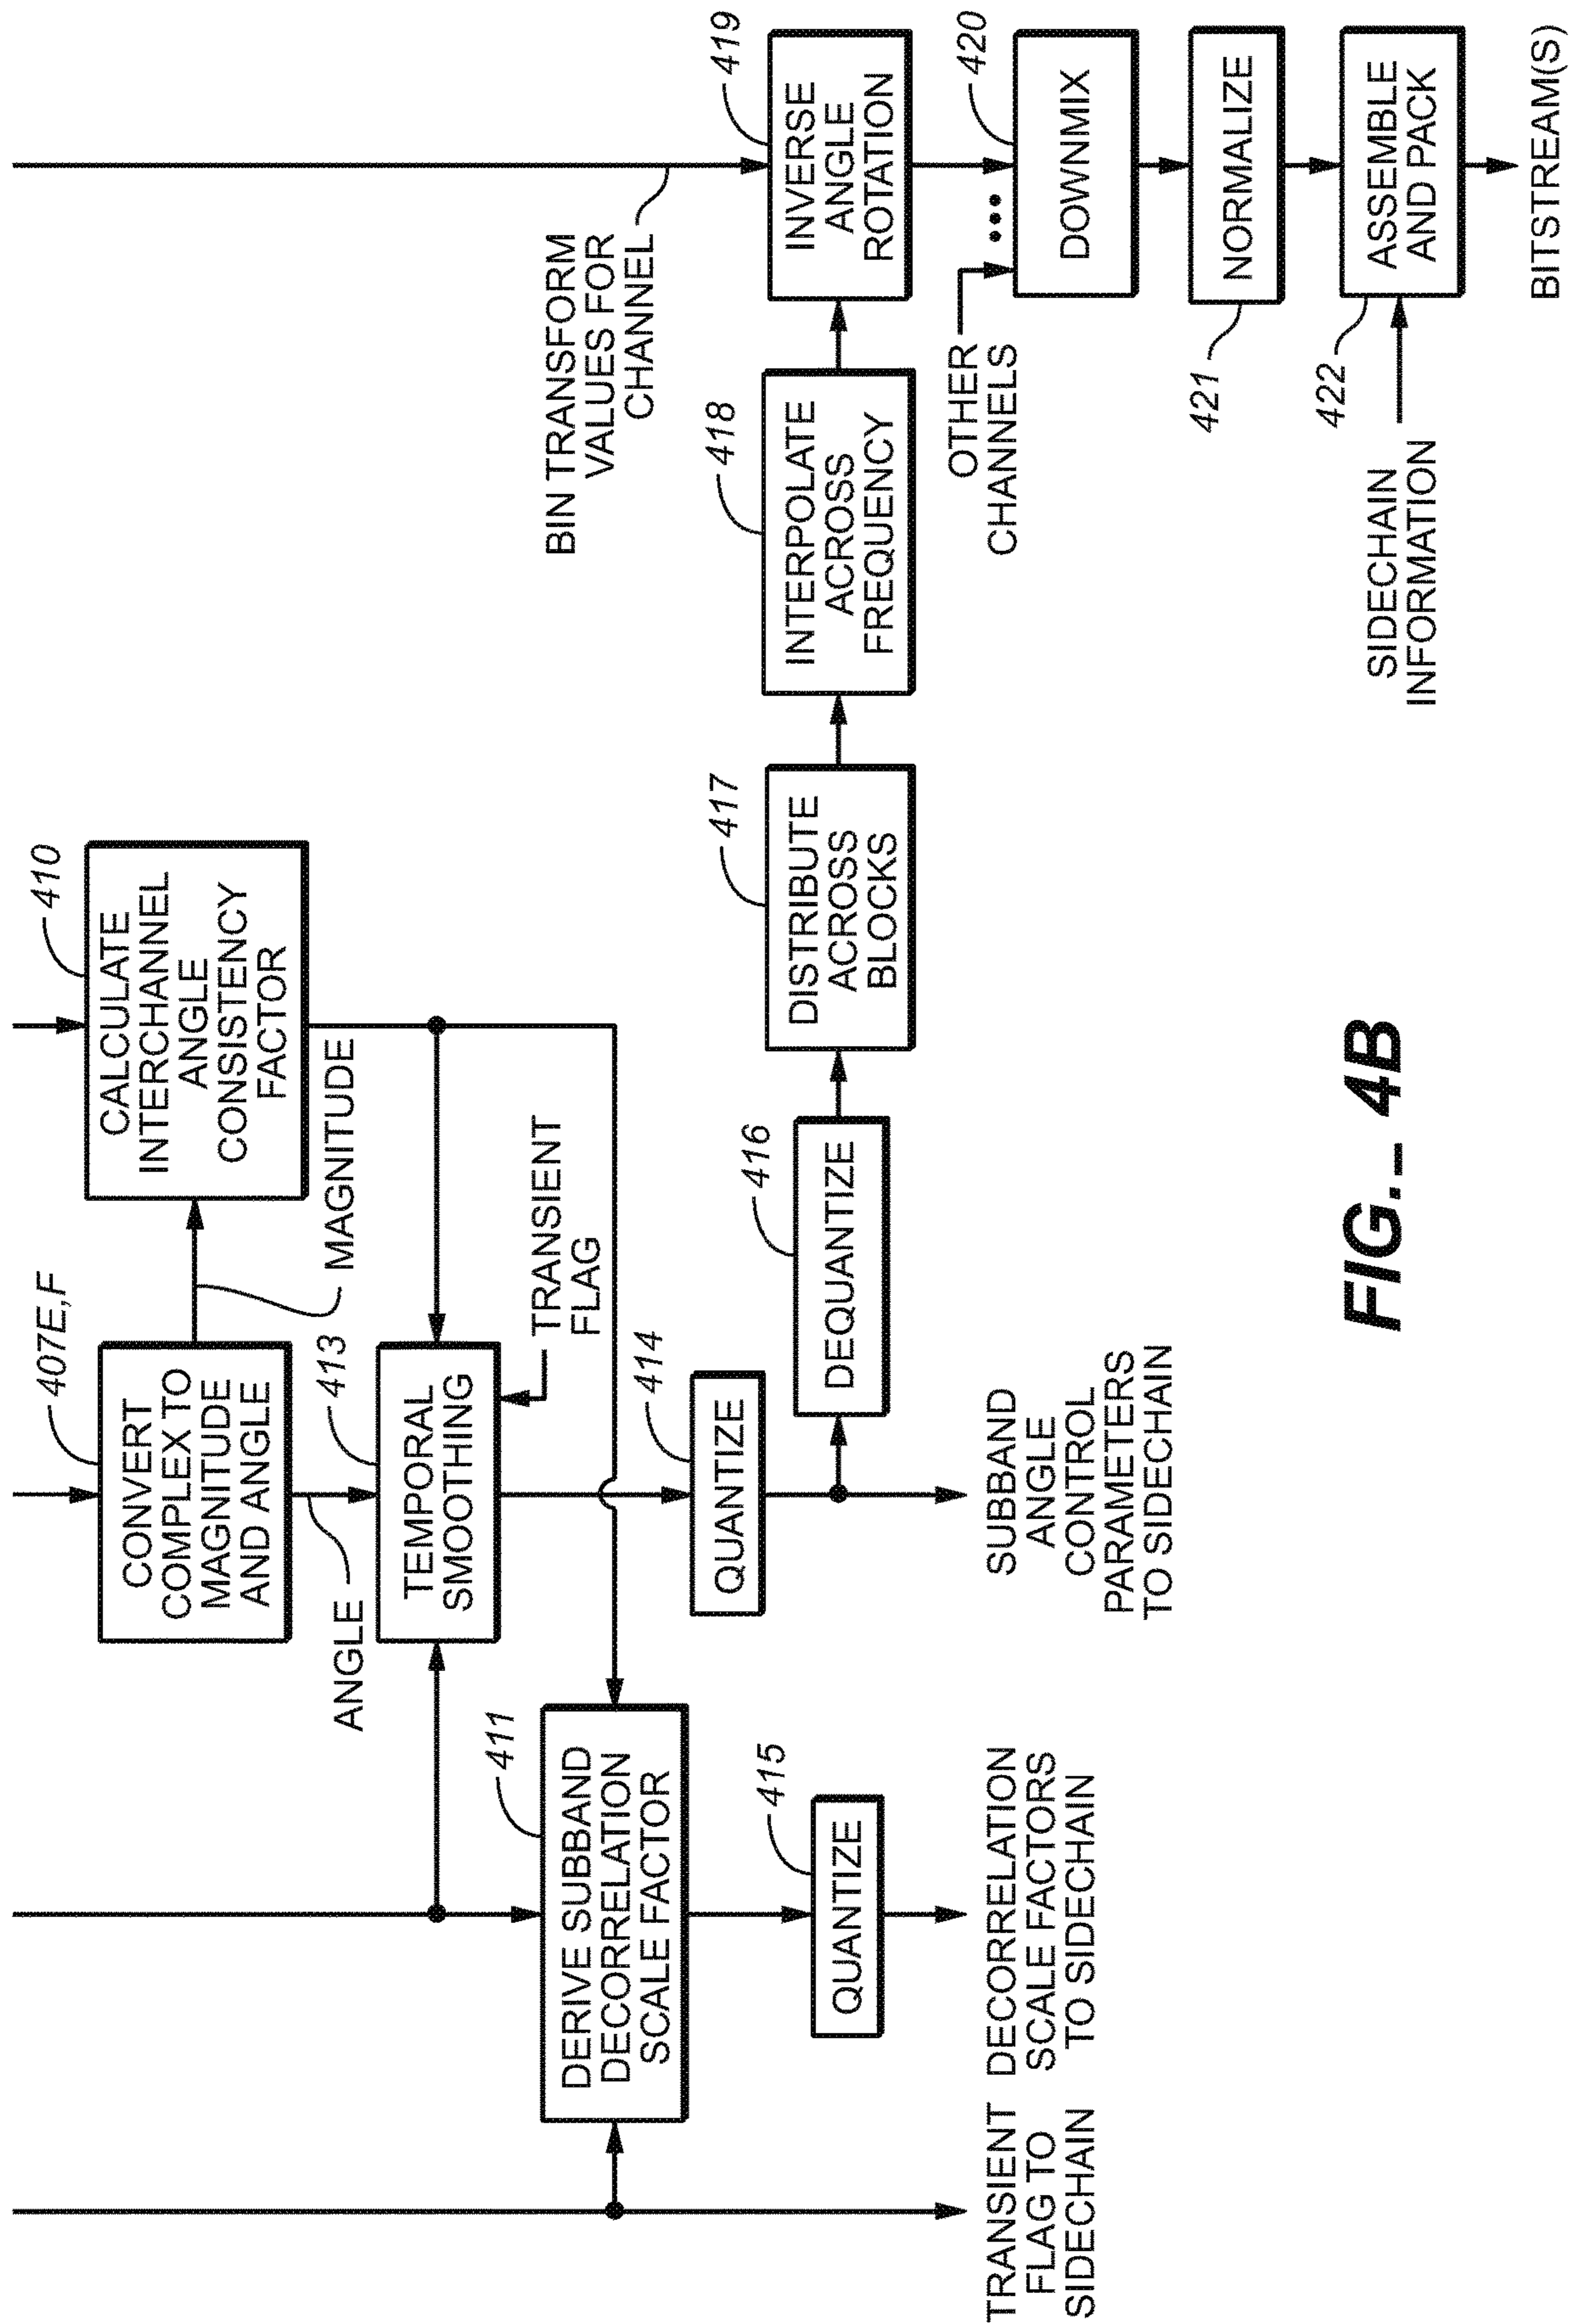 407E,F
CONVERT
COMPLEX TO
MAGNITUDE
AND ANGLE
410
CALCULATE
INTERCHANNEL
ANGLE
CONSISTENCY
FACTOR
MAGNITUDE
ANGLE
413
TEMPORAL
SMOOTHING
TRANSIENT
FLAG
411
DERIVE SUBBAND
DECORRELATION
SCALE FACTOR
414
QUANTIZE
415
QUANTIZE
416
DEQUANTIZE
417
DISTRIBUTE
ACROSS
BLOCKS
418
INTERPOLATE
ACROSS
FREQUENCY
BIN TRANSFORM
VALUES FOR
CHANNEL
419
INVERSE
ANGLE
ROTATION
OTHER
CHANNELS
420
DOWNMIX
421
NORMALIZE
422
ASSEMBLE
AND PACK
SIDECHAIN
INFORMATION
BITSTREAM(S)
TRANSIENT
FLAG TO
SIDECHAIN
DECORRELATION
SCALE FACTORS
TO SIDECHAIN
SUBBAND
ANGLE
CONTROL
PARAMETERS
TO SIDECHAIN
FIG._ 4B